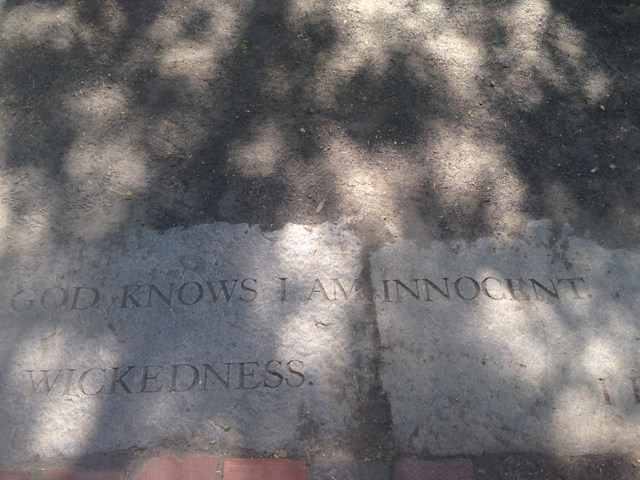 GOD KNOWS I AM INNOCENT.
WICKEDNESS. I